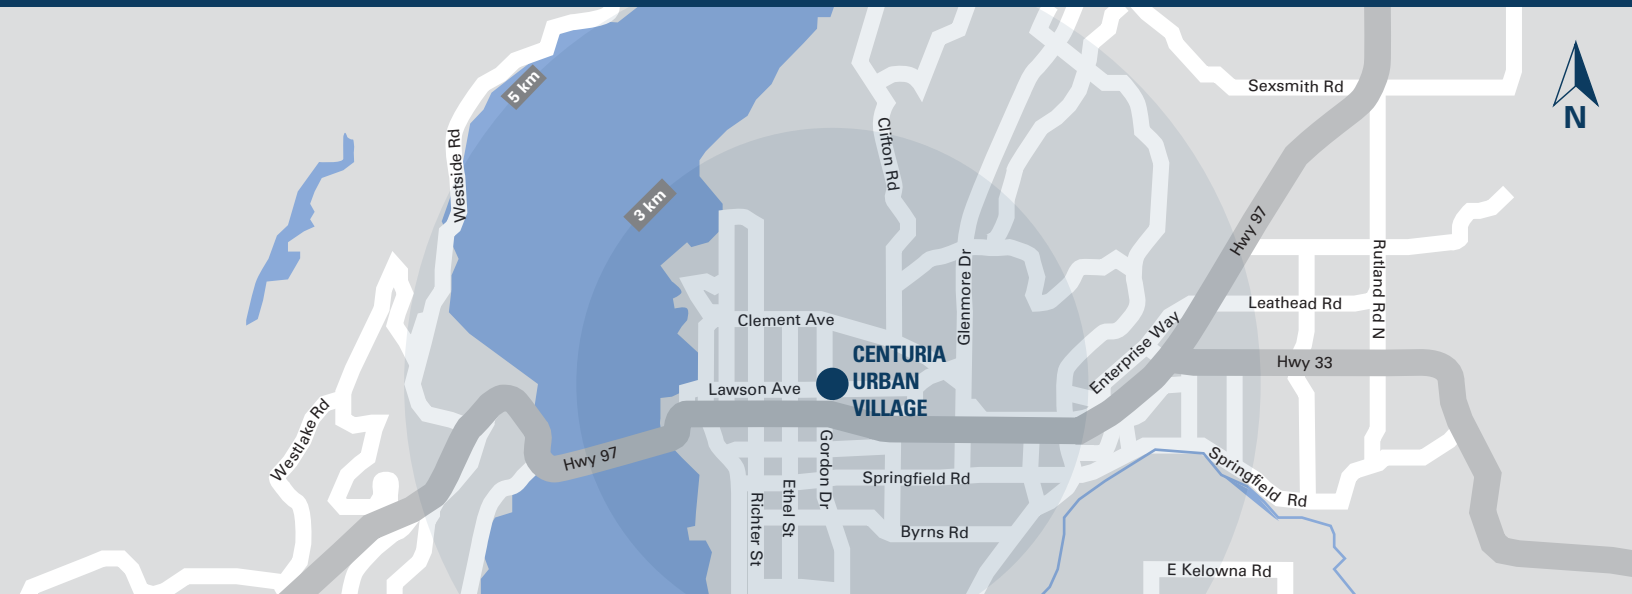 5 km
Sexsmith Rd
N
Clifton Rd
Westside Rd
3 km
Hwy 97
Rutland Rd N
Glenmore Dr
Leathead Rd
Clement Ave
Enterprise Way
CENTURIA
URBAN
VILLAGE
Hwy 33
Lawson Ave
Westlake Rd
Hwy 97
Gordon Dr
Springfield Rd
Springfield Rd
Ethel St
Richter St
Byrns Rd
E Kelowna Rd